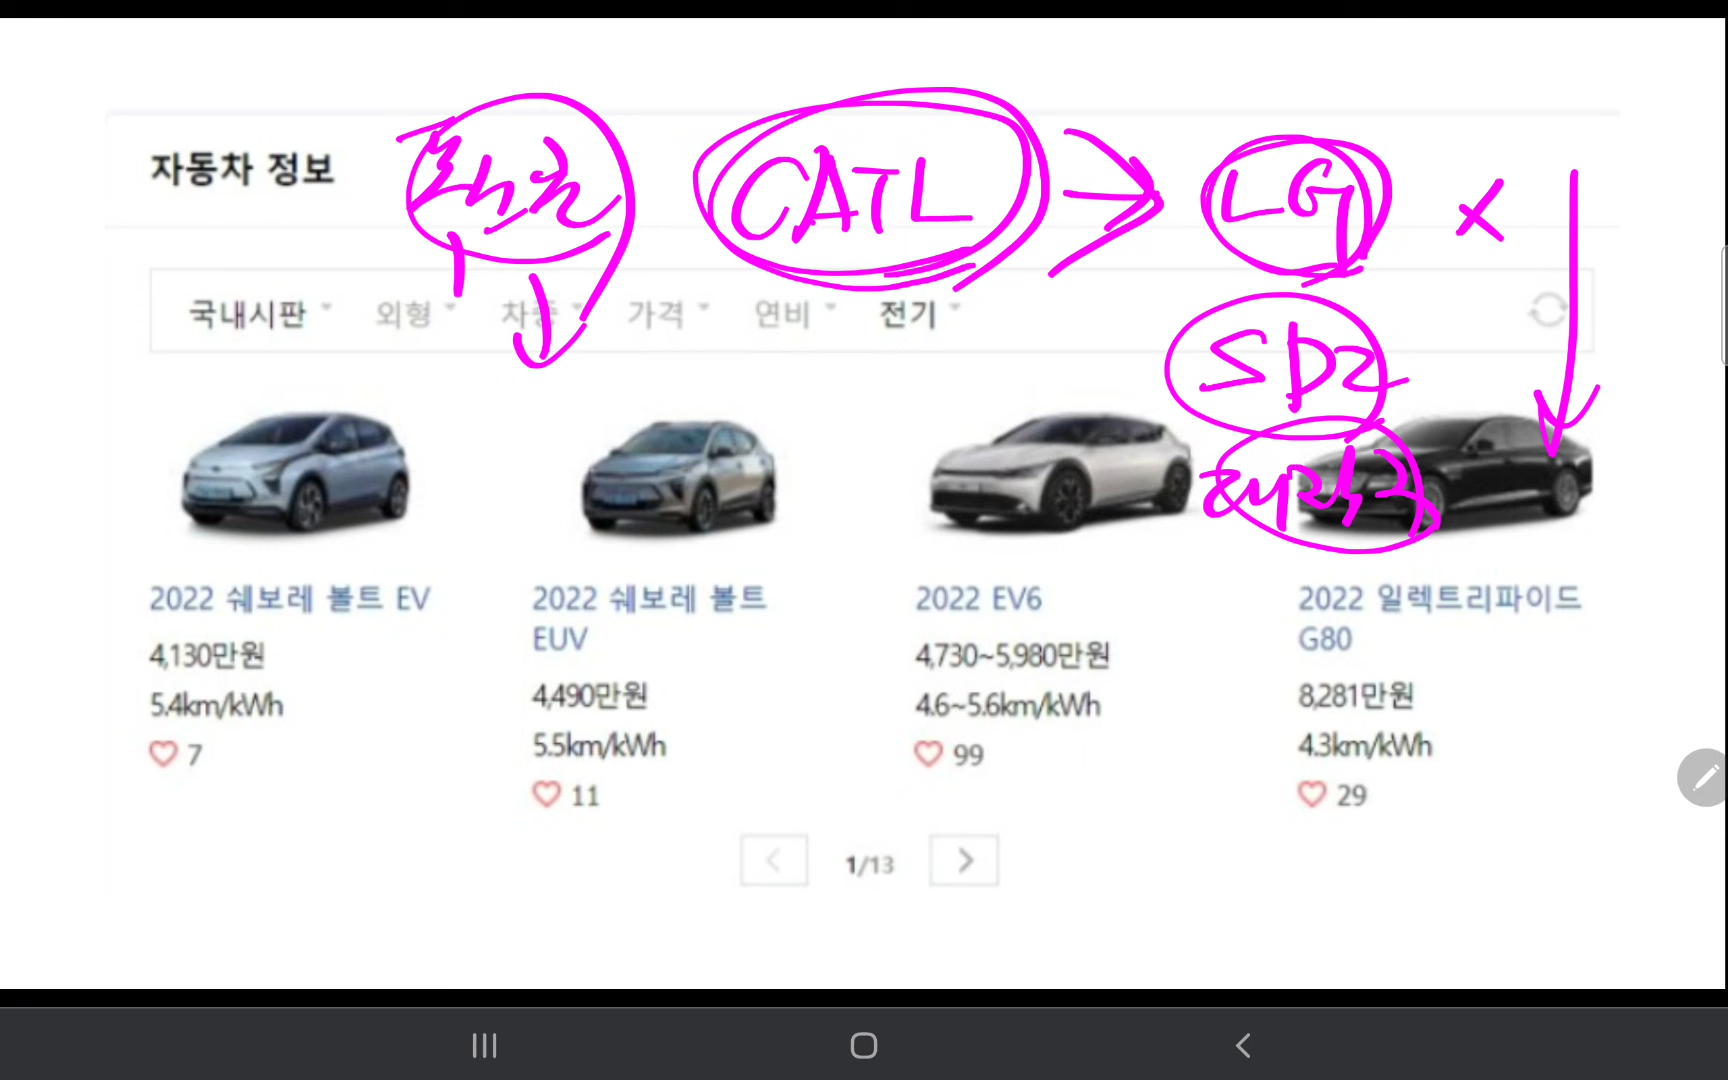 자동차 정보
CATL
LG
국내시판 외형 차종 가격 연비 전기
2022 쉐보레 볼트 EV
4,130만원
5.4km/kWh
7
2022 쉐보레 볼트
EUV
4,490만원
5.5km/kWh
11
2022 EV6
4,730~5,980만원
4.6~5.6km/kWh
99
2022 일렉트리파이드
G80
8,281만원
4.3km/kWh
29
1/13